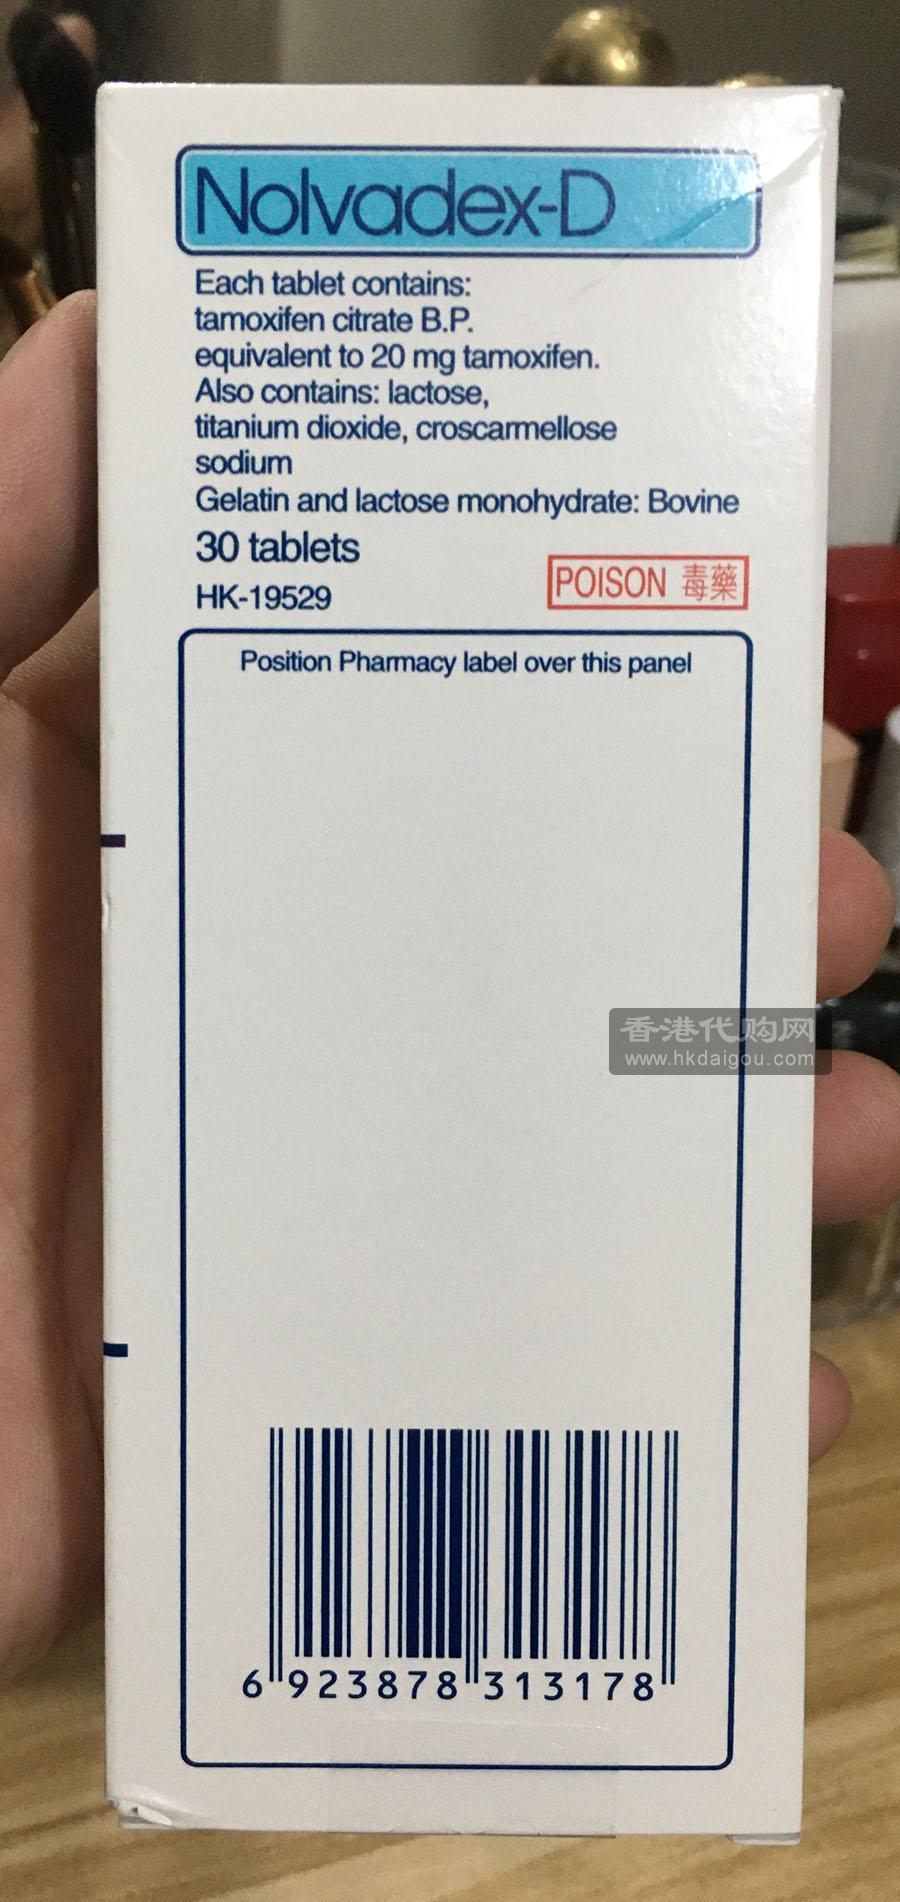 Nolvadex-D
Each tablet contains:
tamoxifen citrate B.P.
equivalent to 20 mg tamoxifen.
Also contains: lactose,
titanium dioxide, croscarmellose
sodium
Gelatin and lactose monohydrate: Bovine
30 tablets
HK-19529
POISON 毒藥
Position Pharmacy label over this panel
香港代购网
www.hkdaigou.com
6 923878 313178